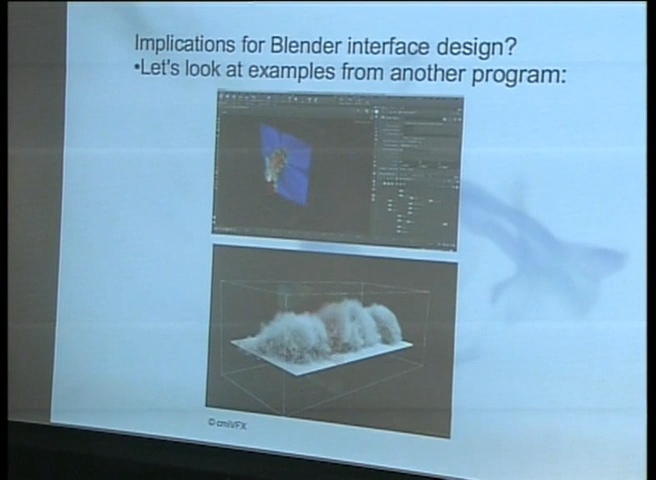 Implications for Blender interface design?
•Let's look at examples from another program:
© cmiVFX